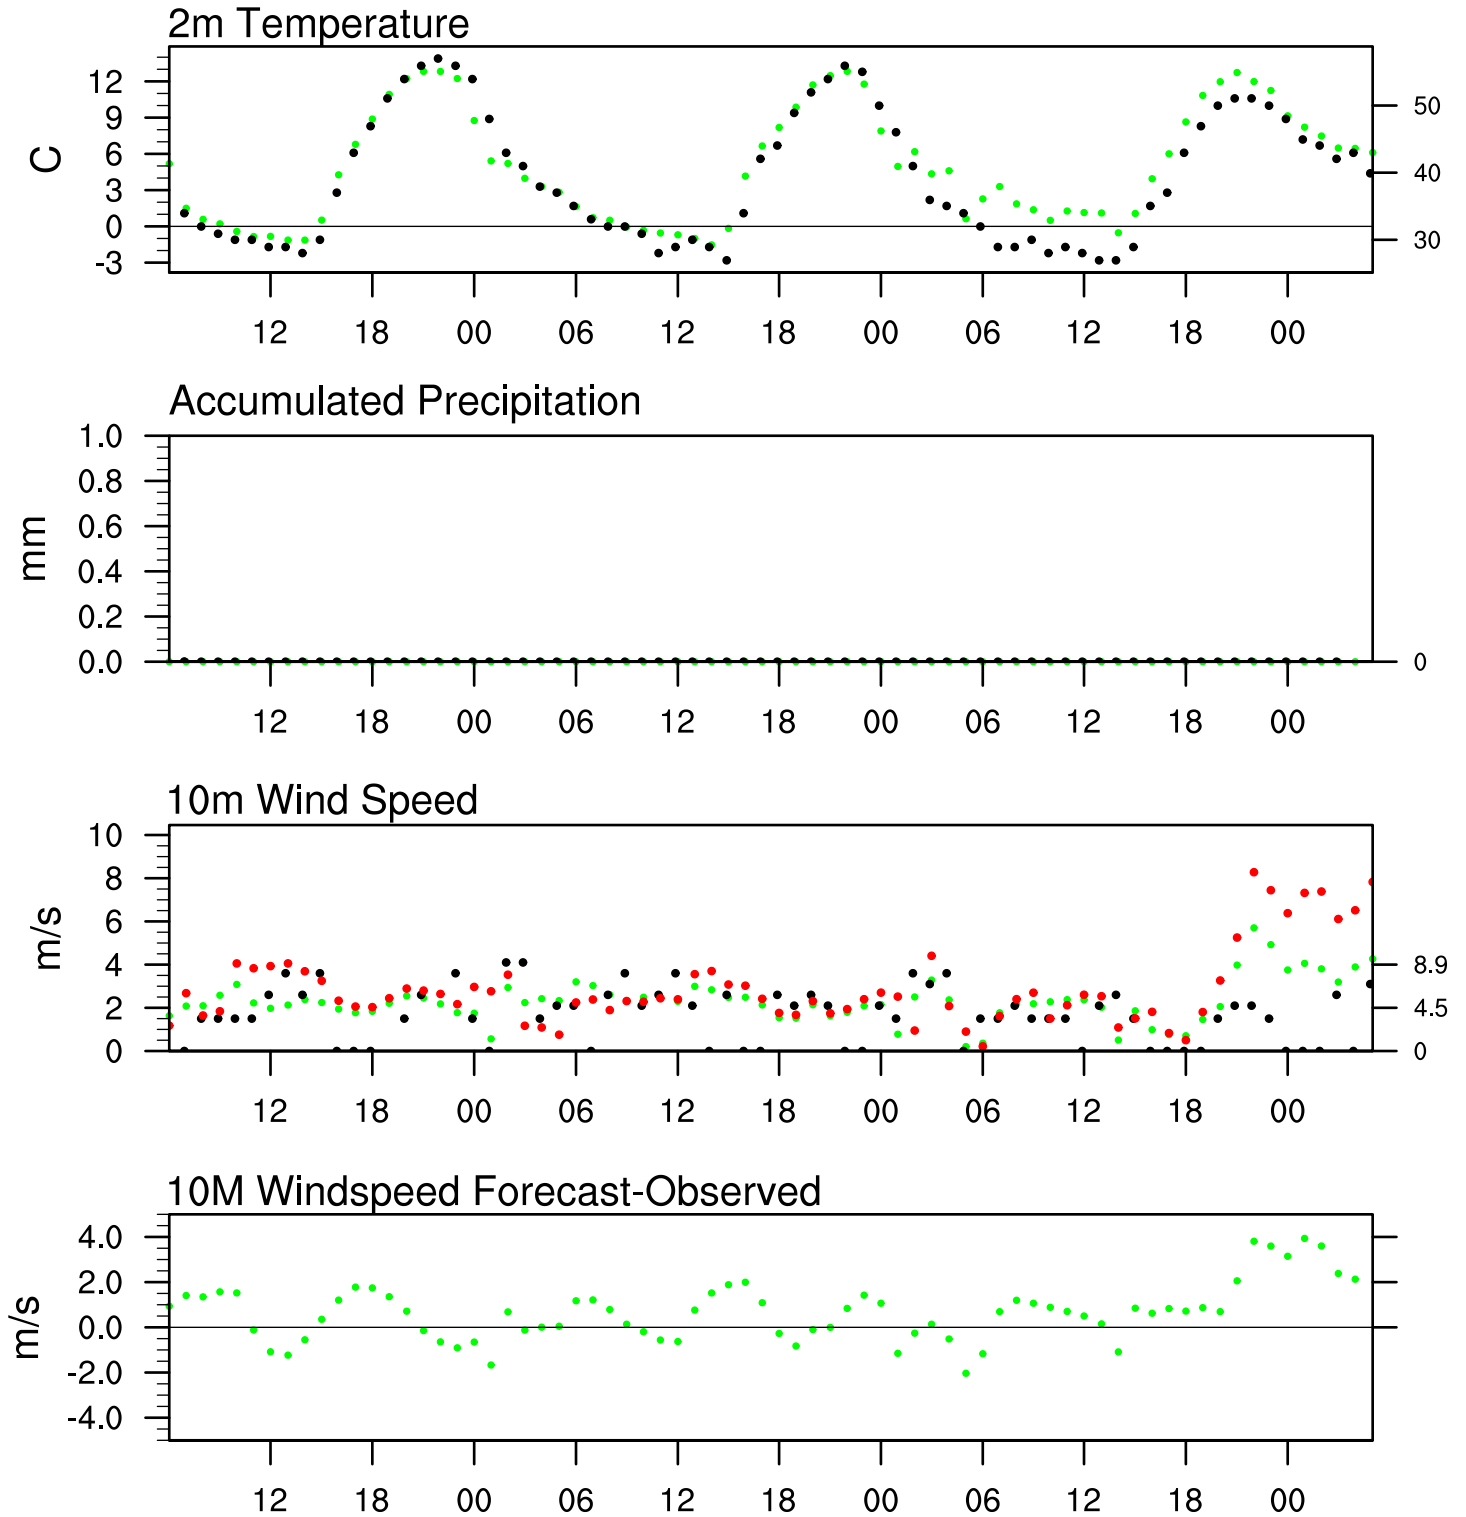 2m Temperature
12
9
6
3
0
-3
C
50
40
30
12 18 00 06 12 18 00 06 12 18 00
Accumulated Precipitation
1.0
0.8
0.6
0.4
0.2
0.0
mm
0
12 18 00 06 12 18 00 06 12 18 00
10m Wind Speed
10
8
6
4
2
0
m/s
8.9
4.5
0
12 18 00 06 12 18 00 06 12 18 00
10M Windspeed Forecast-Observed
4.0
2.0
0.0
-2.0
-4.0
m/s
12 18 00 06 12 18 00 06 12 18 00